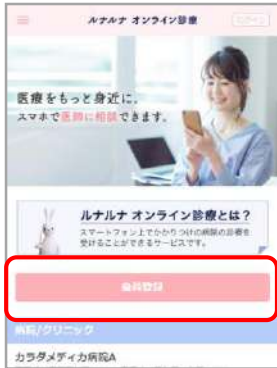 ルナルナ オンライン診療
ログイン
医療をもっと身近に、
スマホで医師に相談できます。
ルナルナ オンライン診療とは？
スマートフォン上でかかりつけの病院の診療を
受けることができるサービスです。
会員登録
病院/クリニック
カラダメディカ病院A